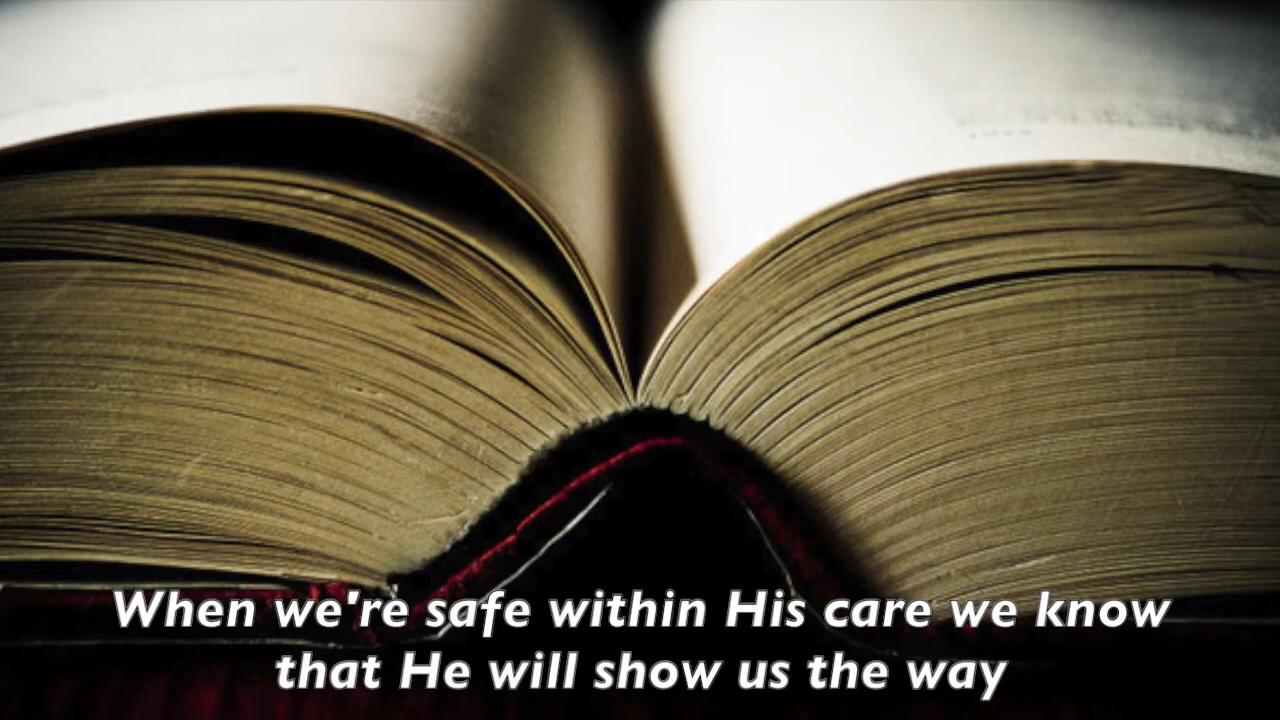 When we're safe within His care we know
that He will show us the way